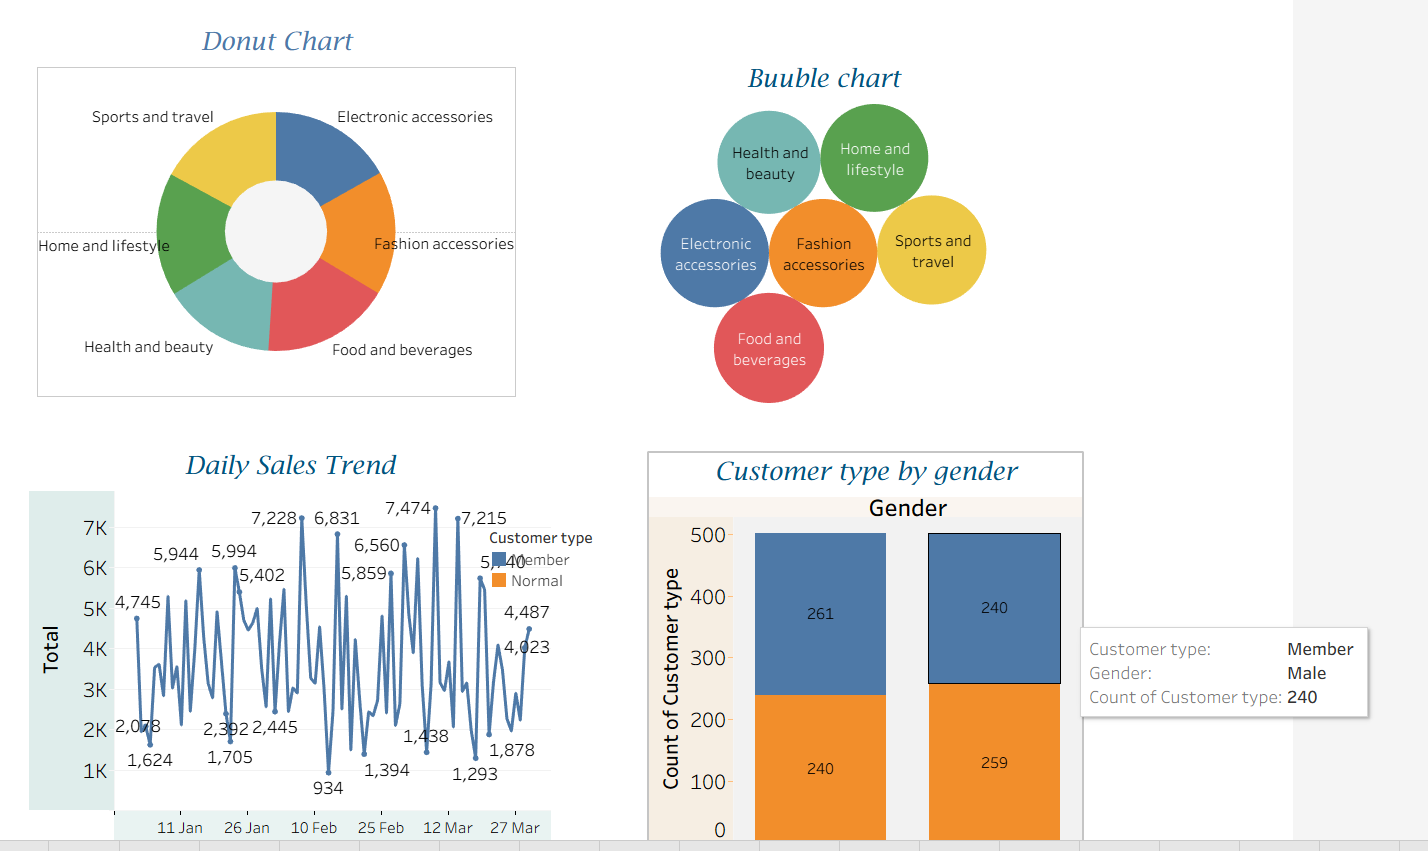 Donut Chart
Sports and travel
Electronic accessories
Home and lifestyle
Fashion accessories
Health and beauty
Food and beverages
Buuble chart
Health and
beauty
Home and
lifestyle
Electronic
accessories
Fashion
accessories
Sports and
travel
Food and
beverages
Daily Sales Trend
Total
7K
6K
5K
4K
3K
2K
1K
4,745
2,078
1,624
5,944
5,994
5,402
2,392
1,705
2,445
7,228
6,831
934
5,859
6,560
1,394
7,474
1,438
7,215
1,293
1,878
4,487
4,023
11 Jan
26 Jan
10 Feb
25 Feb
12 Mar
27 Mar
Customer type
Member
Normal
Customer type by gender
Gender
Count of Customer type
500
400
300
200
100
0
261
240
240
259
Customer type: Member
Gender: Male
Count of Customer type: 240